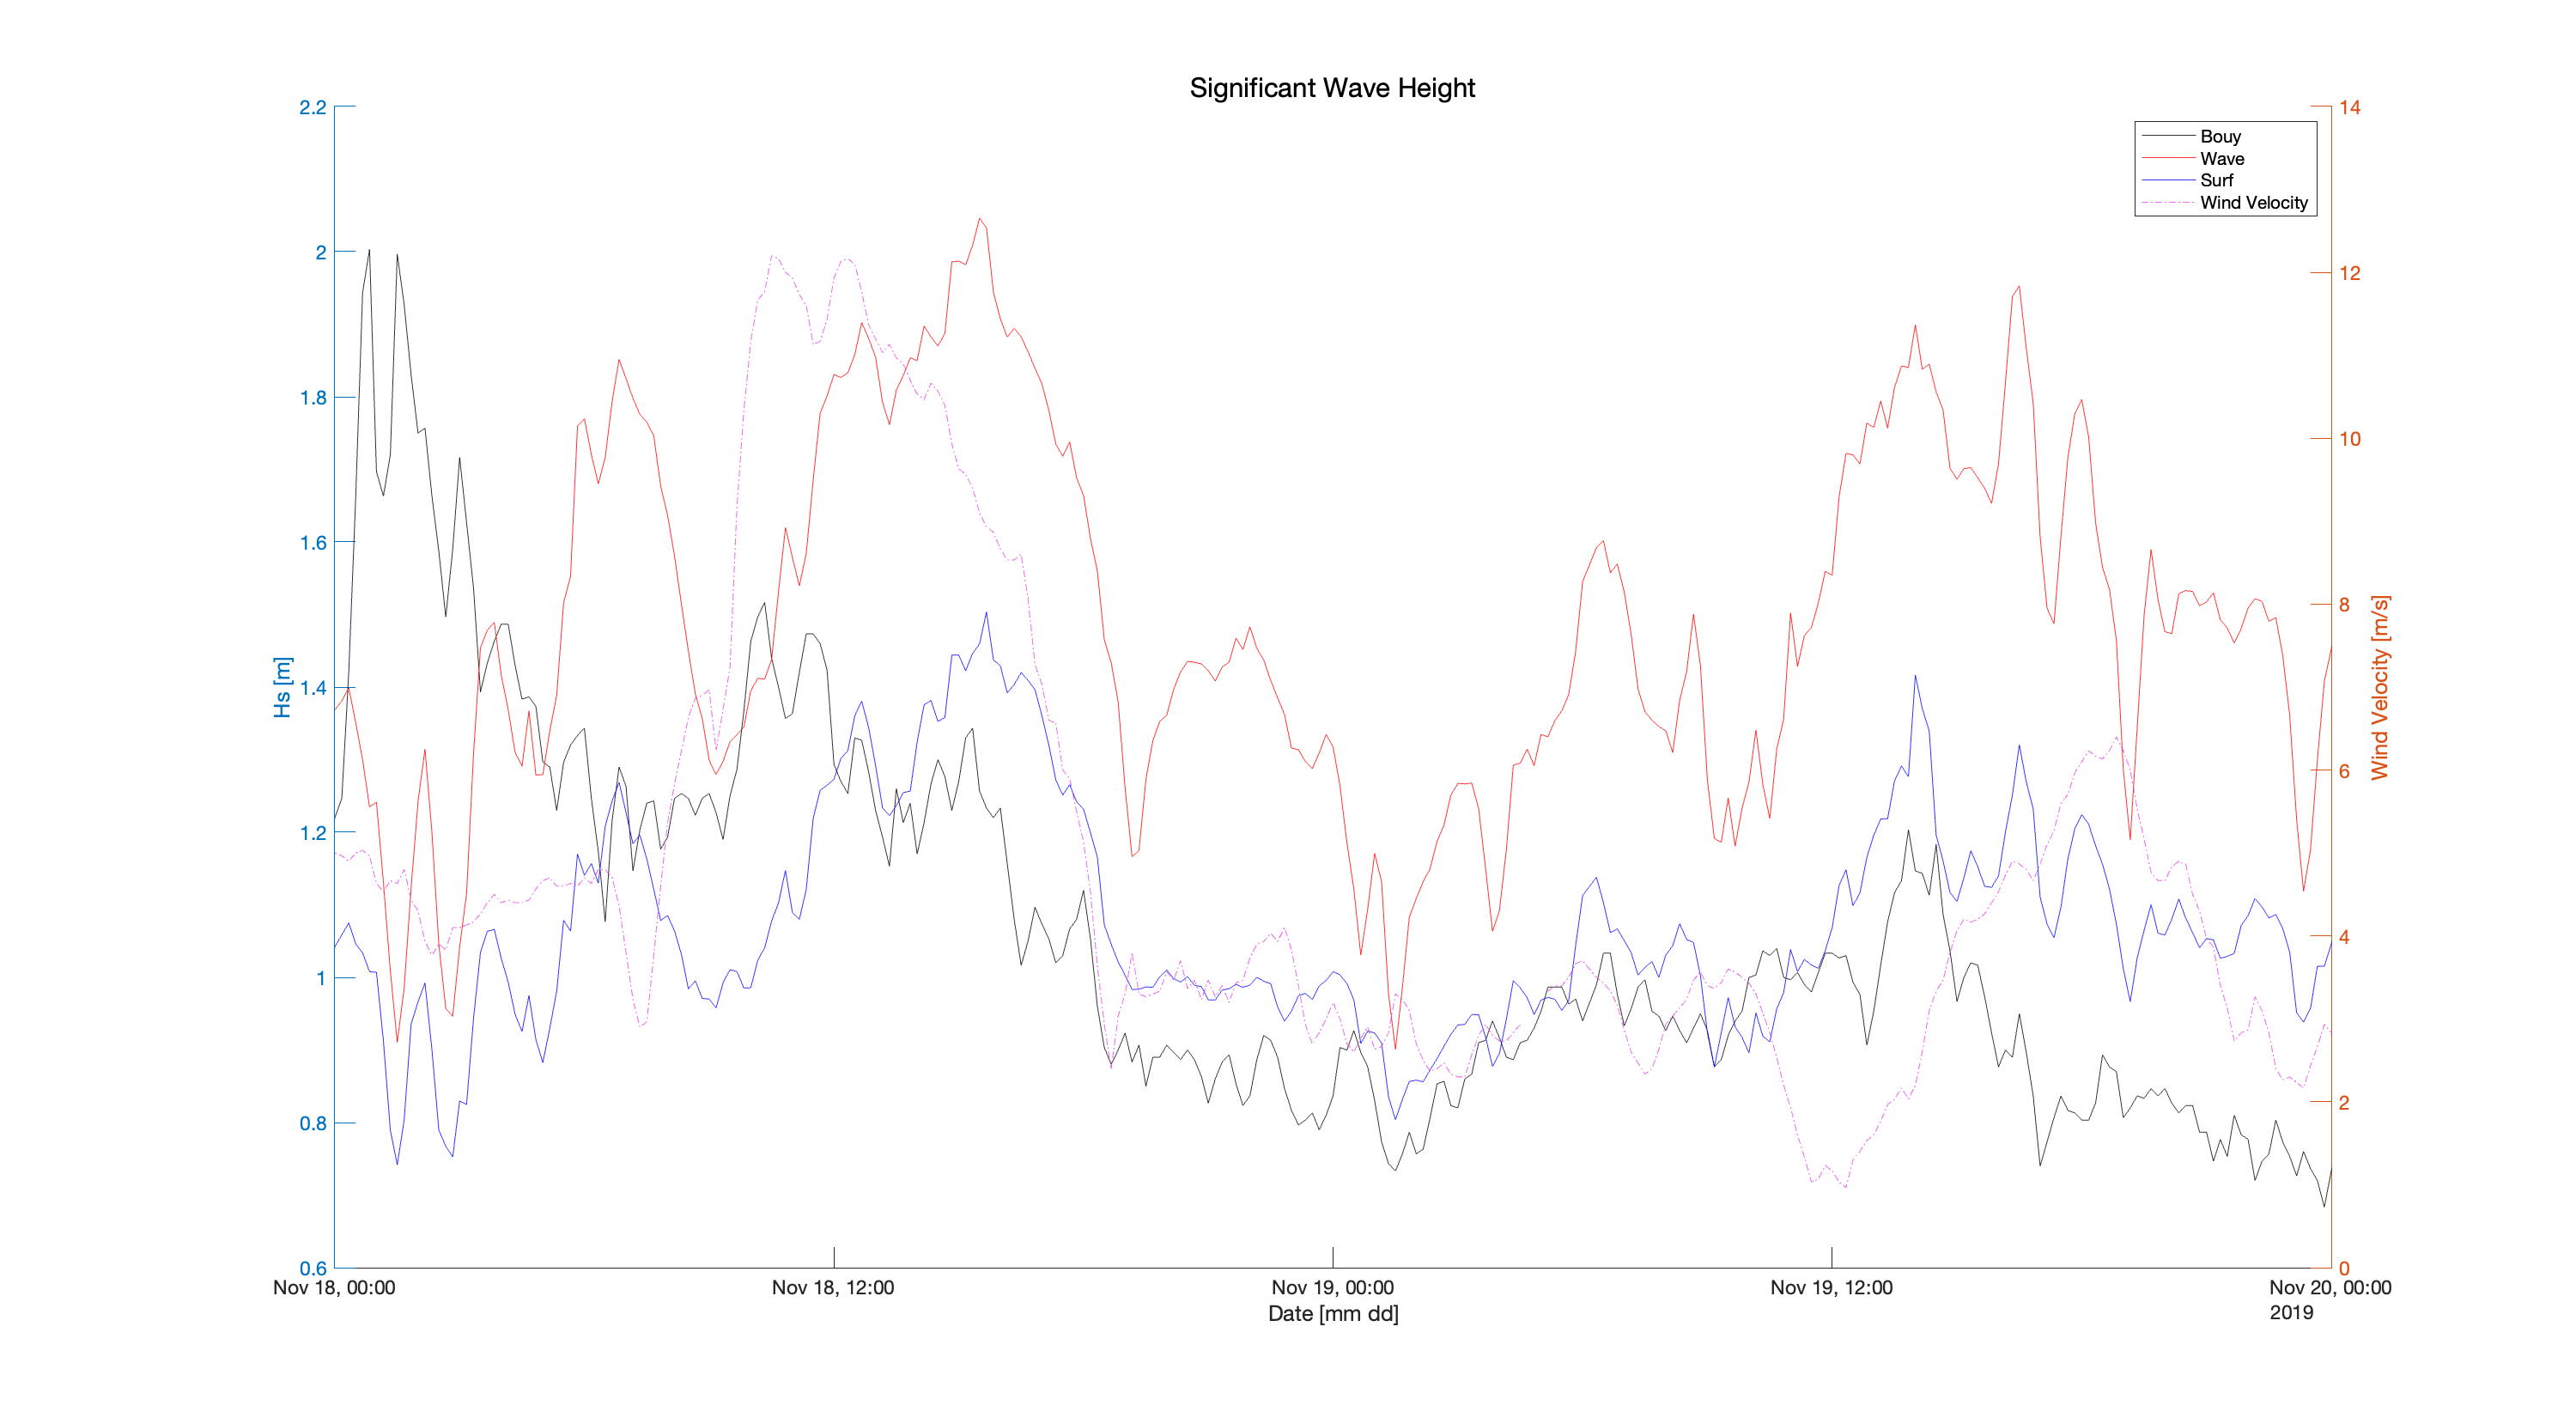 Significant Wave Height
2.2
2
1.8
1.6
1.4
1.2
1
0.8
0.6
Hs [m]
14
12
10
8
6
4
2
0
Wind Velocity [m/s]
Bouy
Wave
Surf
Wind Velocity
Nov 18, 00:00
Nov 18, 12:00
Nov 19, 00:00
Nov 19, 12:00
Nov 20, 00:00
2019
Date [mm dd]